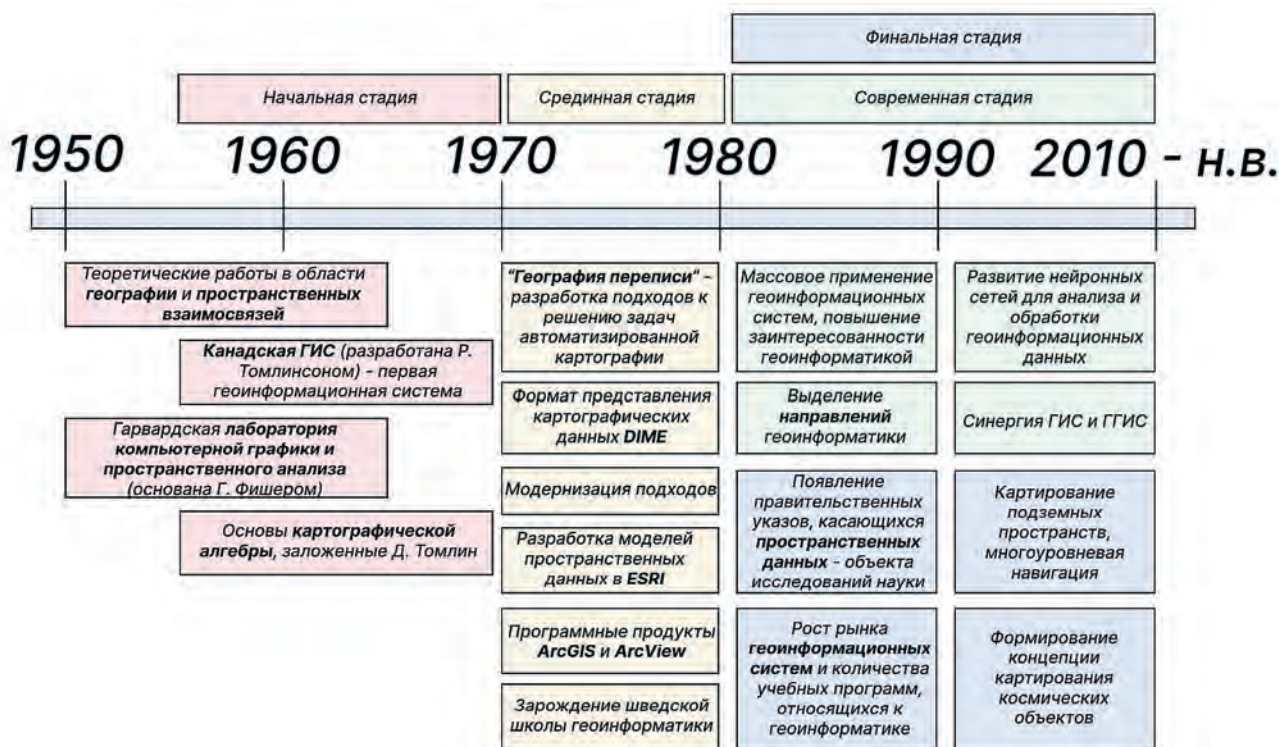 Финальная стадия
Начальная стадия
Срединная стадия
Современная стадия
1950
1960
1970
1980
1990
2010 - н.в.
Теоретические работы в области
географии и пространственных
взаимосвязей
Канадская ГИС (разработана Р.
Томлинсоном) - первая
геоинформационная система
Гарвардская лаборатория
компьютерной графики и
пространственного анализа
(основана Г. Фишером)
Основы картографической
алгебры, заложенные Д. Томлин
"География переписи" -
разработка подходов к
решению задач
автоматизированной
картографии
Формат представления
картографических
данных DIME
Модернизация подходов
Разработка моделей
пространственных
данных в ESRI
Программные продукты
ArcGIS и ArcView
Зарождение шведской
школы геоинформатики
Массовое применение
геоинформационных
систем, повышение
заинтересованности
геоинформатикой
Выделение
направлений
геоинформатики
Появление
правительственных
указов, касающихся
пространственных
данных - объекта
исследований науки
Рост рынка
геоинформационных
систем и количества
учебных программ,
относящихся к
геоинформатике
Развитие нейронных
сетей для анализа и
обработки
геоинформационных
данных
Синергия ГИС и ГГИС
Картирование
подземных
пространств,
многоуровневая
навигация
Формирование
концепции
картирования
космических
объектов